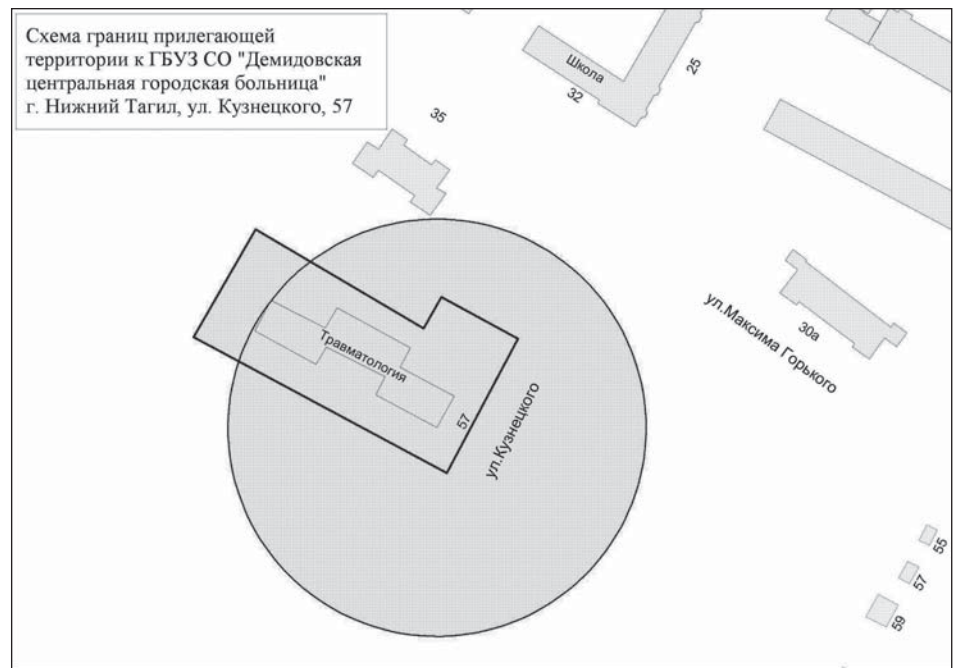 Схема границ прилегающей
территории к ГБУЗ СО "Демидовская
центральная городская больница"
г. Нижний Тагил, ул. Кузнецкого, 57
Школа
32
25
35
ул.Максима Горького
30а
Травматология
57
ул.Кузнецкого
55
57
59